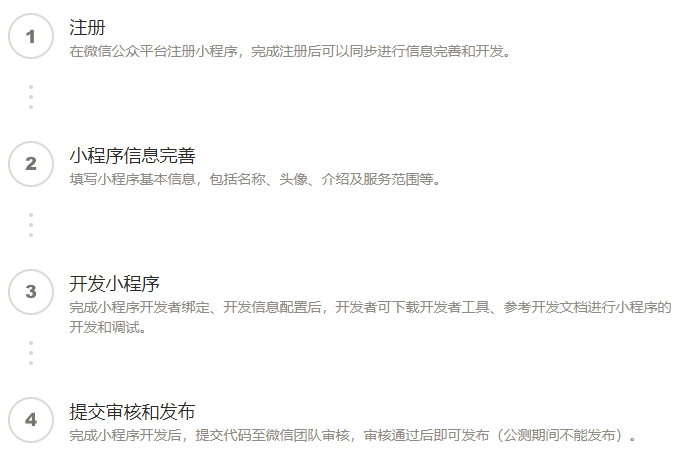 1
注册
在微信公众平台注册小程序，完成注册后可以同步进行信息完善和开发。
2
小程序信息完善
填写小程序基本信息，包括名称、头像、介绍及服务范围等。
3
开发小程序
完成小程序开发者绑定、开发信息配置后，开发者可下载开发者工具、参考开发文档进行小程序的
开发和调试。
4
提交审核和发布
完成小程序开发后，提交代码至微信团队审核，审核通过后即可发布（公测期间不能发布）。